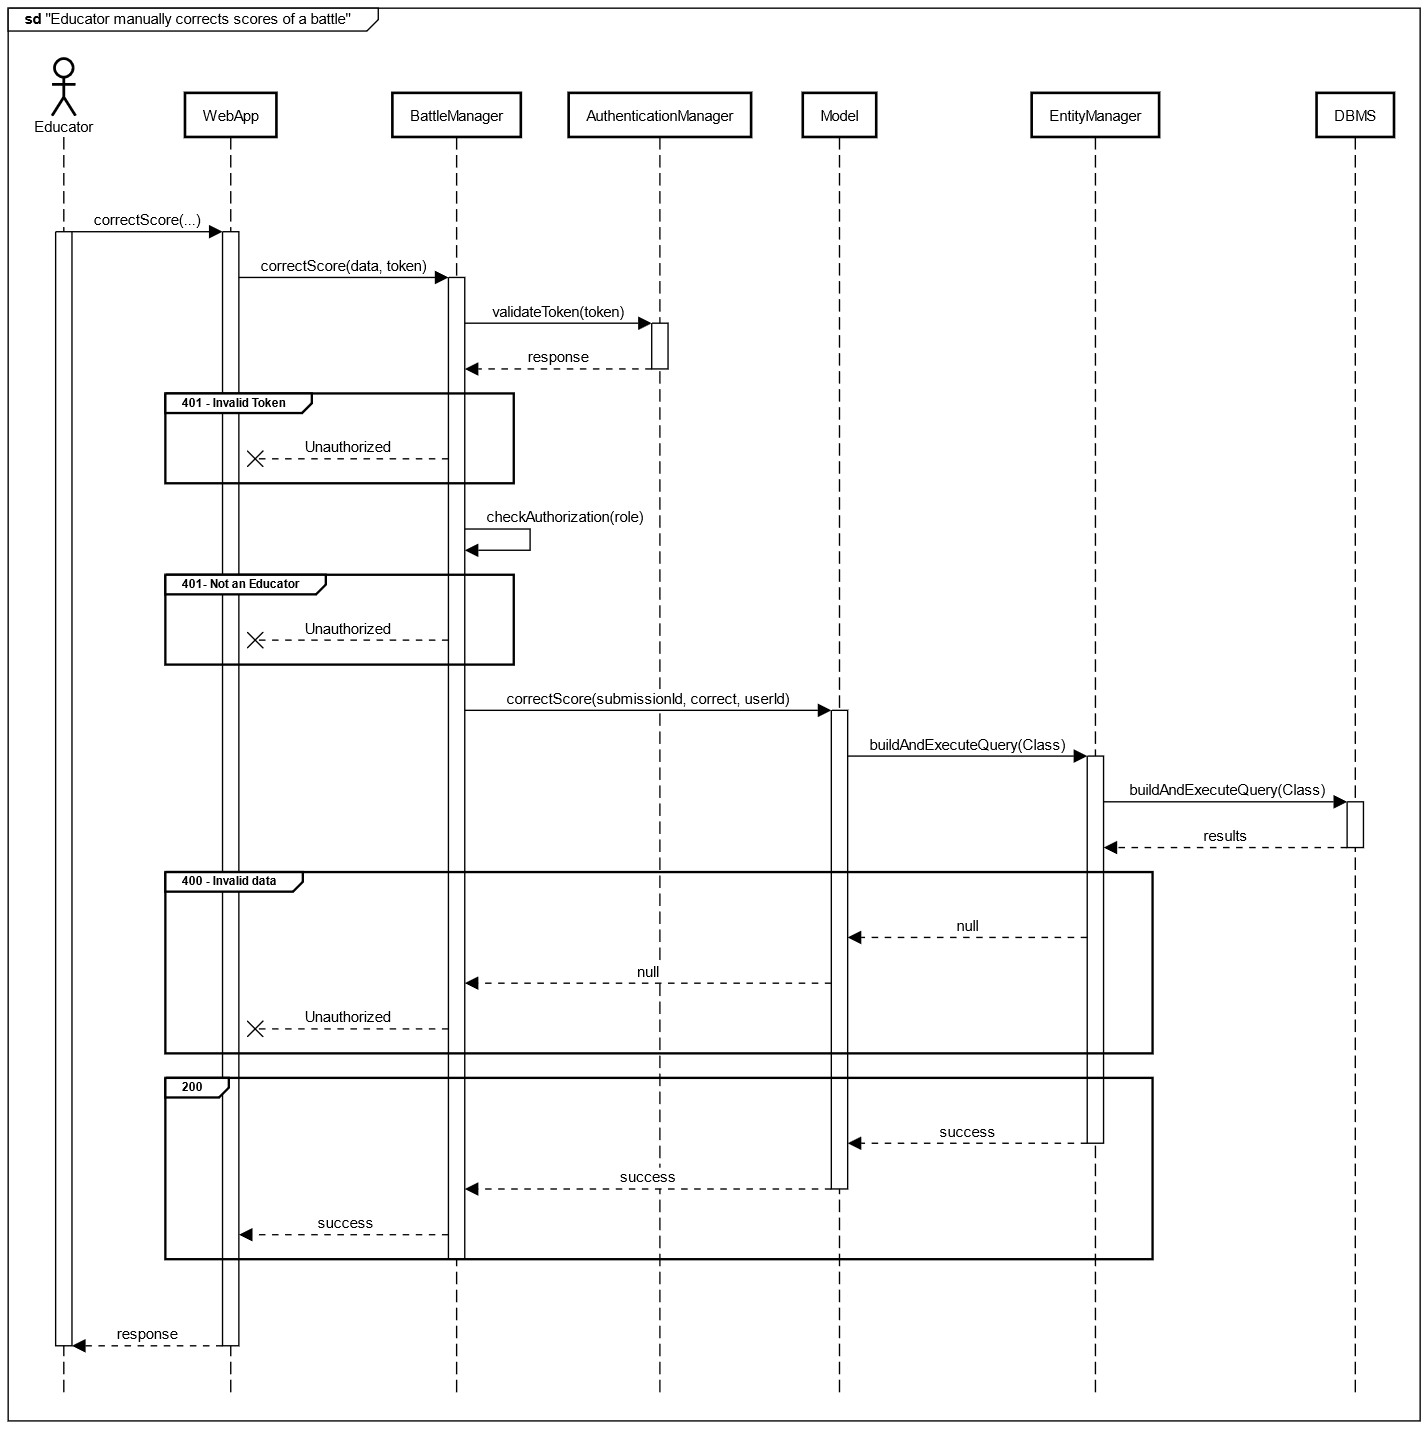 sd "Educator manually corrects scores of a battle"
Educator
WebApp
BattleManager
AuthenticationManager
Model
EntityManager
DBMS
correctScore(...)
correctScore(data, token)
validateToken(token)
response
401 - Invalid Token
Unauthorized
checkAuthorization(role)
401- Not an Educator
Unauthorized
correctScore(submissionId, correct, userId)
buildAndExecuteQuery(Class)
buildAndExecuteQuery(Class)
results
400 - Invalid data
null
null
Unauthorized
200
success
success
success
response